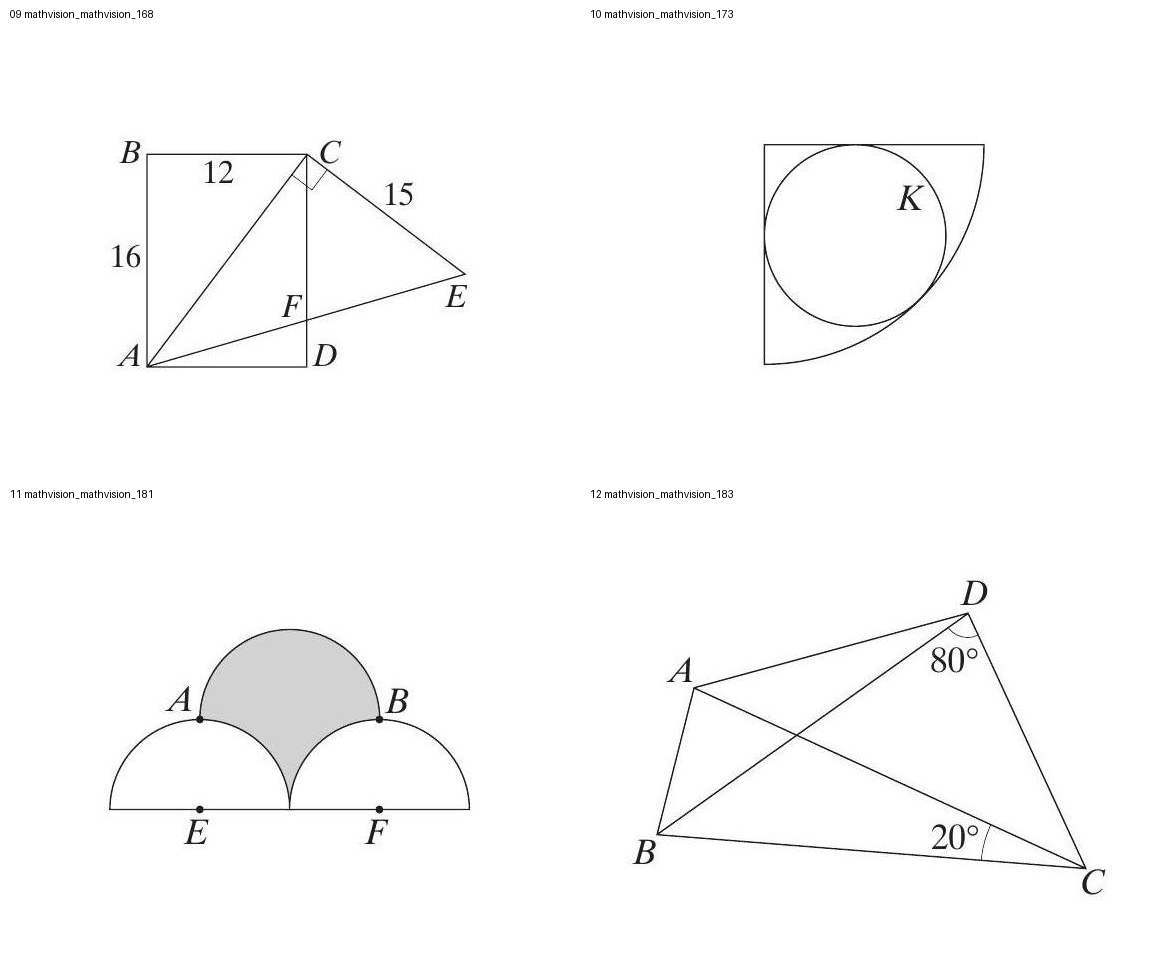 09 mathvision_mathvision_168
B
12
C
15
16
F
E
A
D
10 mathvision_mathvision_173
K
11 mathvision_mathvision_181
A
B
E
F
12 mathvision_mathvision_183
D
80°
A
20°
B
C